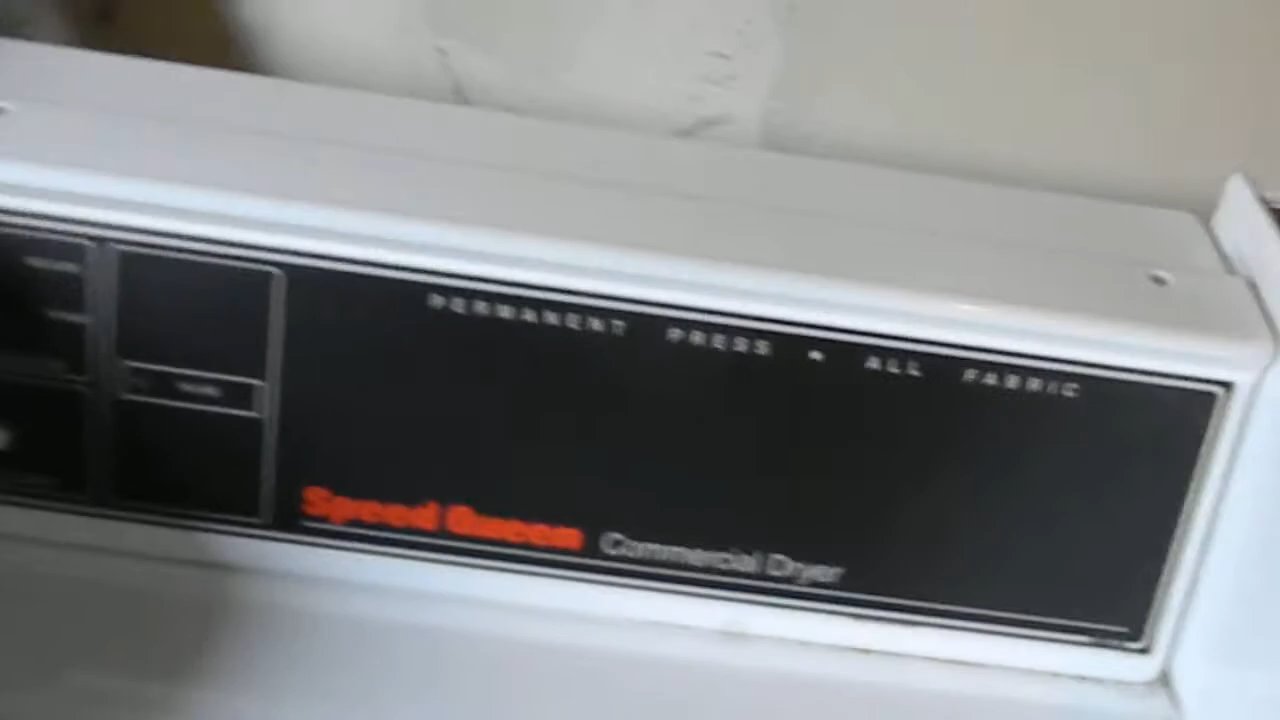 PERMANENT PRESS - ALL FABRIC
Speed Queen Commercial Dryer